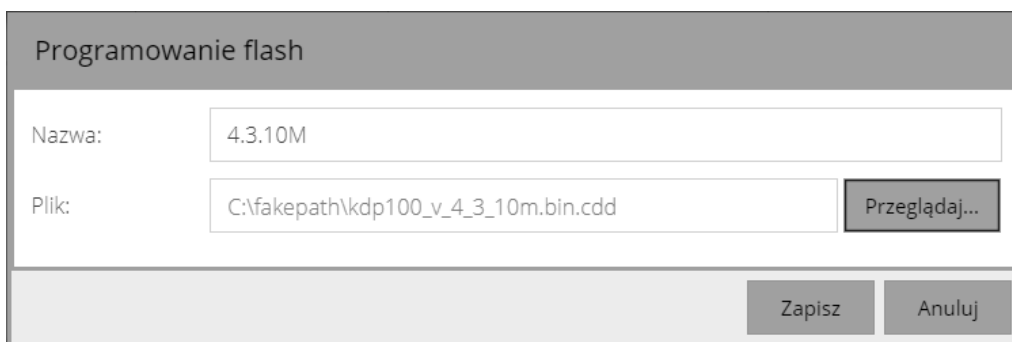 Programowanie flash
Nazwa: 4.3.10M
Plik: C:\fakepath\kdp100_v_4_3_10m.bin.cdd Przeglądaj...
Zapisz Anuluj